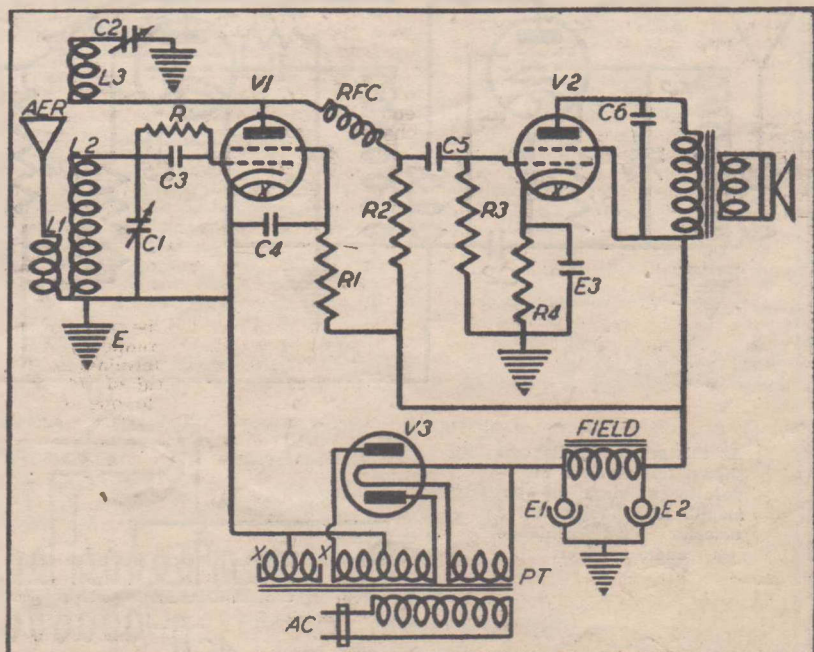 C2
L3
AER
V1
RFC
V2
C6
R
L2
C3
C5
X
X
L1
C1
C4
R2
R3
R1
E3
R4
E
V3
FIELD
E1
E2
X
X
PT
AC